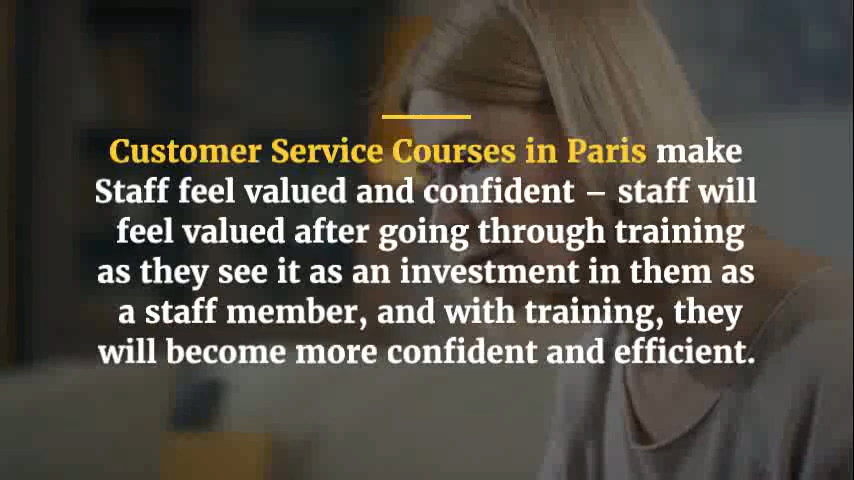 Customer Service Courses in Paris make
Staff feel valued and confident – staff will
feel valued after going through training
as they see it as an investment in them as
a staff member, and with training, they
will become more confident and efficient.